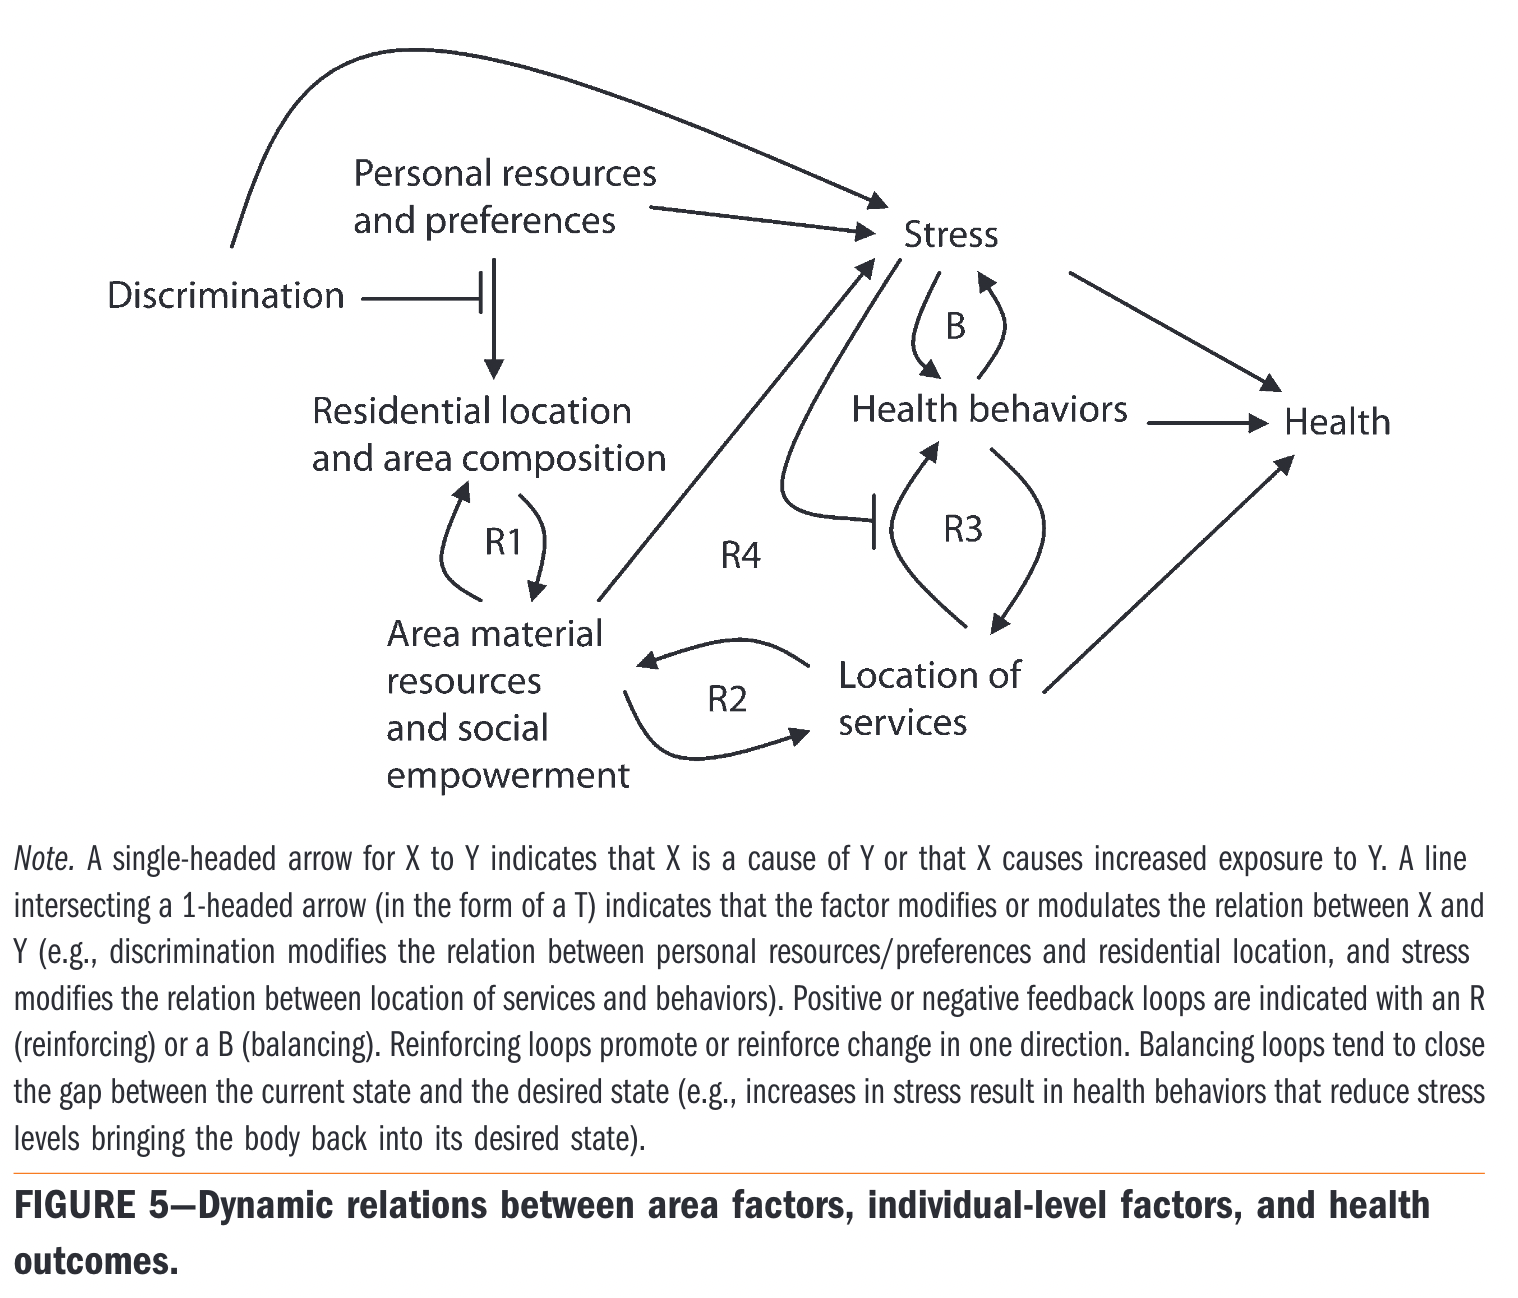 Personal resources
and preferences
Stress
Discrimination
B
Residential location
and area composition
Health behaviors
Health
R1
R3
R4
Area material
resources
and social
empowerment
R2
Location of
services
Note. A single-headed arrow for X to Y indicates that X is a cause of Y or that X causes increased exposure to Y. A line
intersecting a 1-headed arrow (in the form of a T) indicates that the factor modifies or modulates the relation between X and
Y (e.g., discrimination modifies the relation between personal resources/preferences and residential location, and stress
modifies the relation between location of services and behaviors). Positive or negative feedback loops are indicated with an R
(reinforcing) or a B (balancing). Reinforcing loops promote or reinforce change in one direction. Balancing loops tend to close
the gap between the current state and the desired state (e.g., increases in stress result in health behaviors that reduce stress
levels bringing the body back into its desired state).
FIGURE 5—Dynamic relations between area factors, individual-level factors, and health
outcomes.